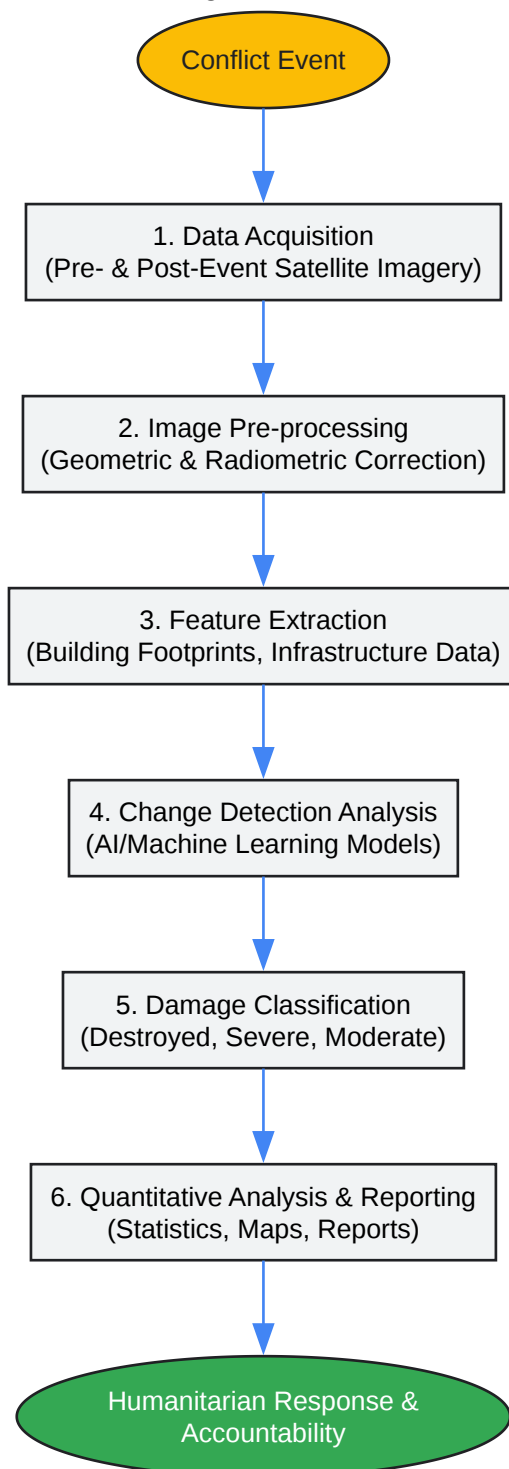 Conflict Event
1. Data Acquisition
(Pre- & Post-Event Satellite Imagery)
2. Image Pre-processing
(Geometric & Radiometric Correction)
3. Feature Extraction
(Building Footprints, Infrastructure Data)
4. Change Detection Analysis
(AI/Machine Learning Models)
5. Damage Classification
(Destroyed, Severe, Moderate)
6. Quantitative Analysis & Reporting
(Statistics, Maps, Reports)
Humanitarian Response &
Accountability